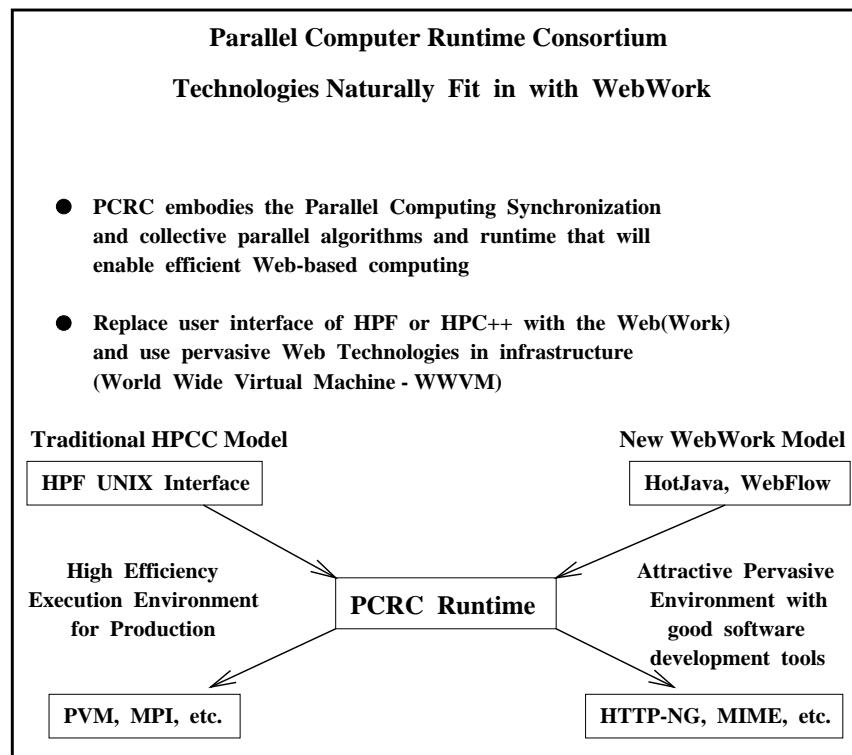 Parallel Computer Runtime Consortium
Technologies Naturally Fit in with WebWork
● PCRC embodies the Parallel Computing Synchronization
and collective parallel algorithms and runtime that will
enable efficient Web-based computing
● Replace user interface of HPF or HPC++ with the Web(Work)
and use pervasive Web Technologies in infrastructure
(World Wide Virtual Machine - WWVM)
Traditional HPCC Model
HPF UNIX Interface
New WebWork Model
HotJava, WebFlow
High Efficiency
Execution Environment
for Production
PCRC Runtime
Attractive Pervasive
Environment with
good software
development tools
PVM, MPI, etc.
HTTP-NG, MIME, etc.